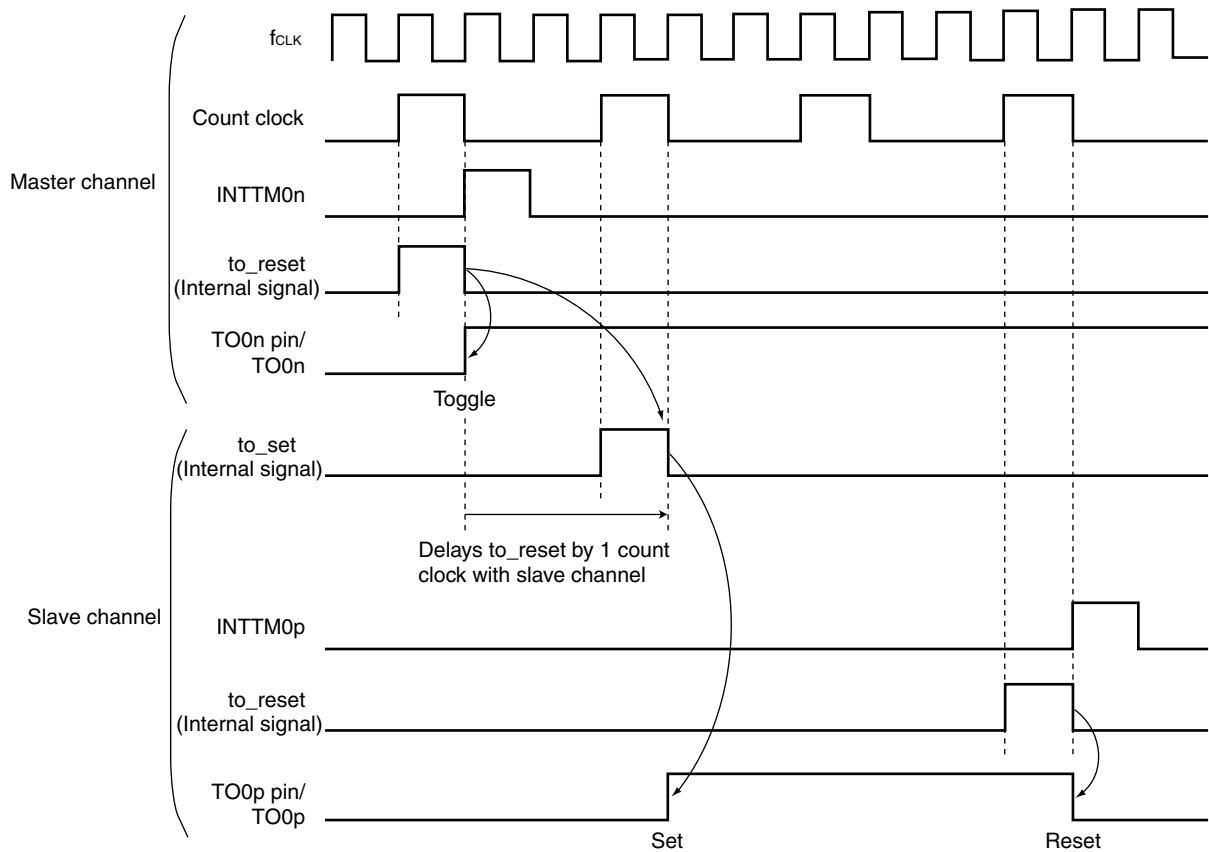 fCLK
Count clock
Master channel
INTTM0n
to_reset
(Internal signal)
TO0n pin/
TO0n
Toggle
to_set
(Internal signal)
Delays to_reset by 1 count
clock with slave channel
Slave channel
INTTM0p
to_reset
(Internal signal)
TO0p pin/
TO0p
Set
Reset